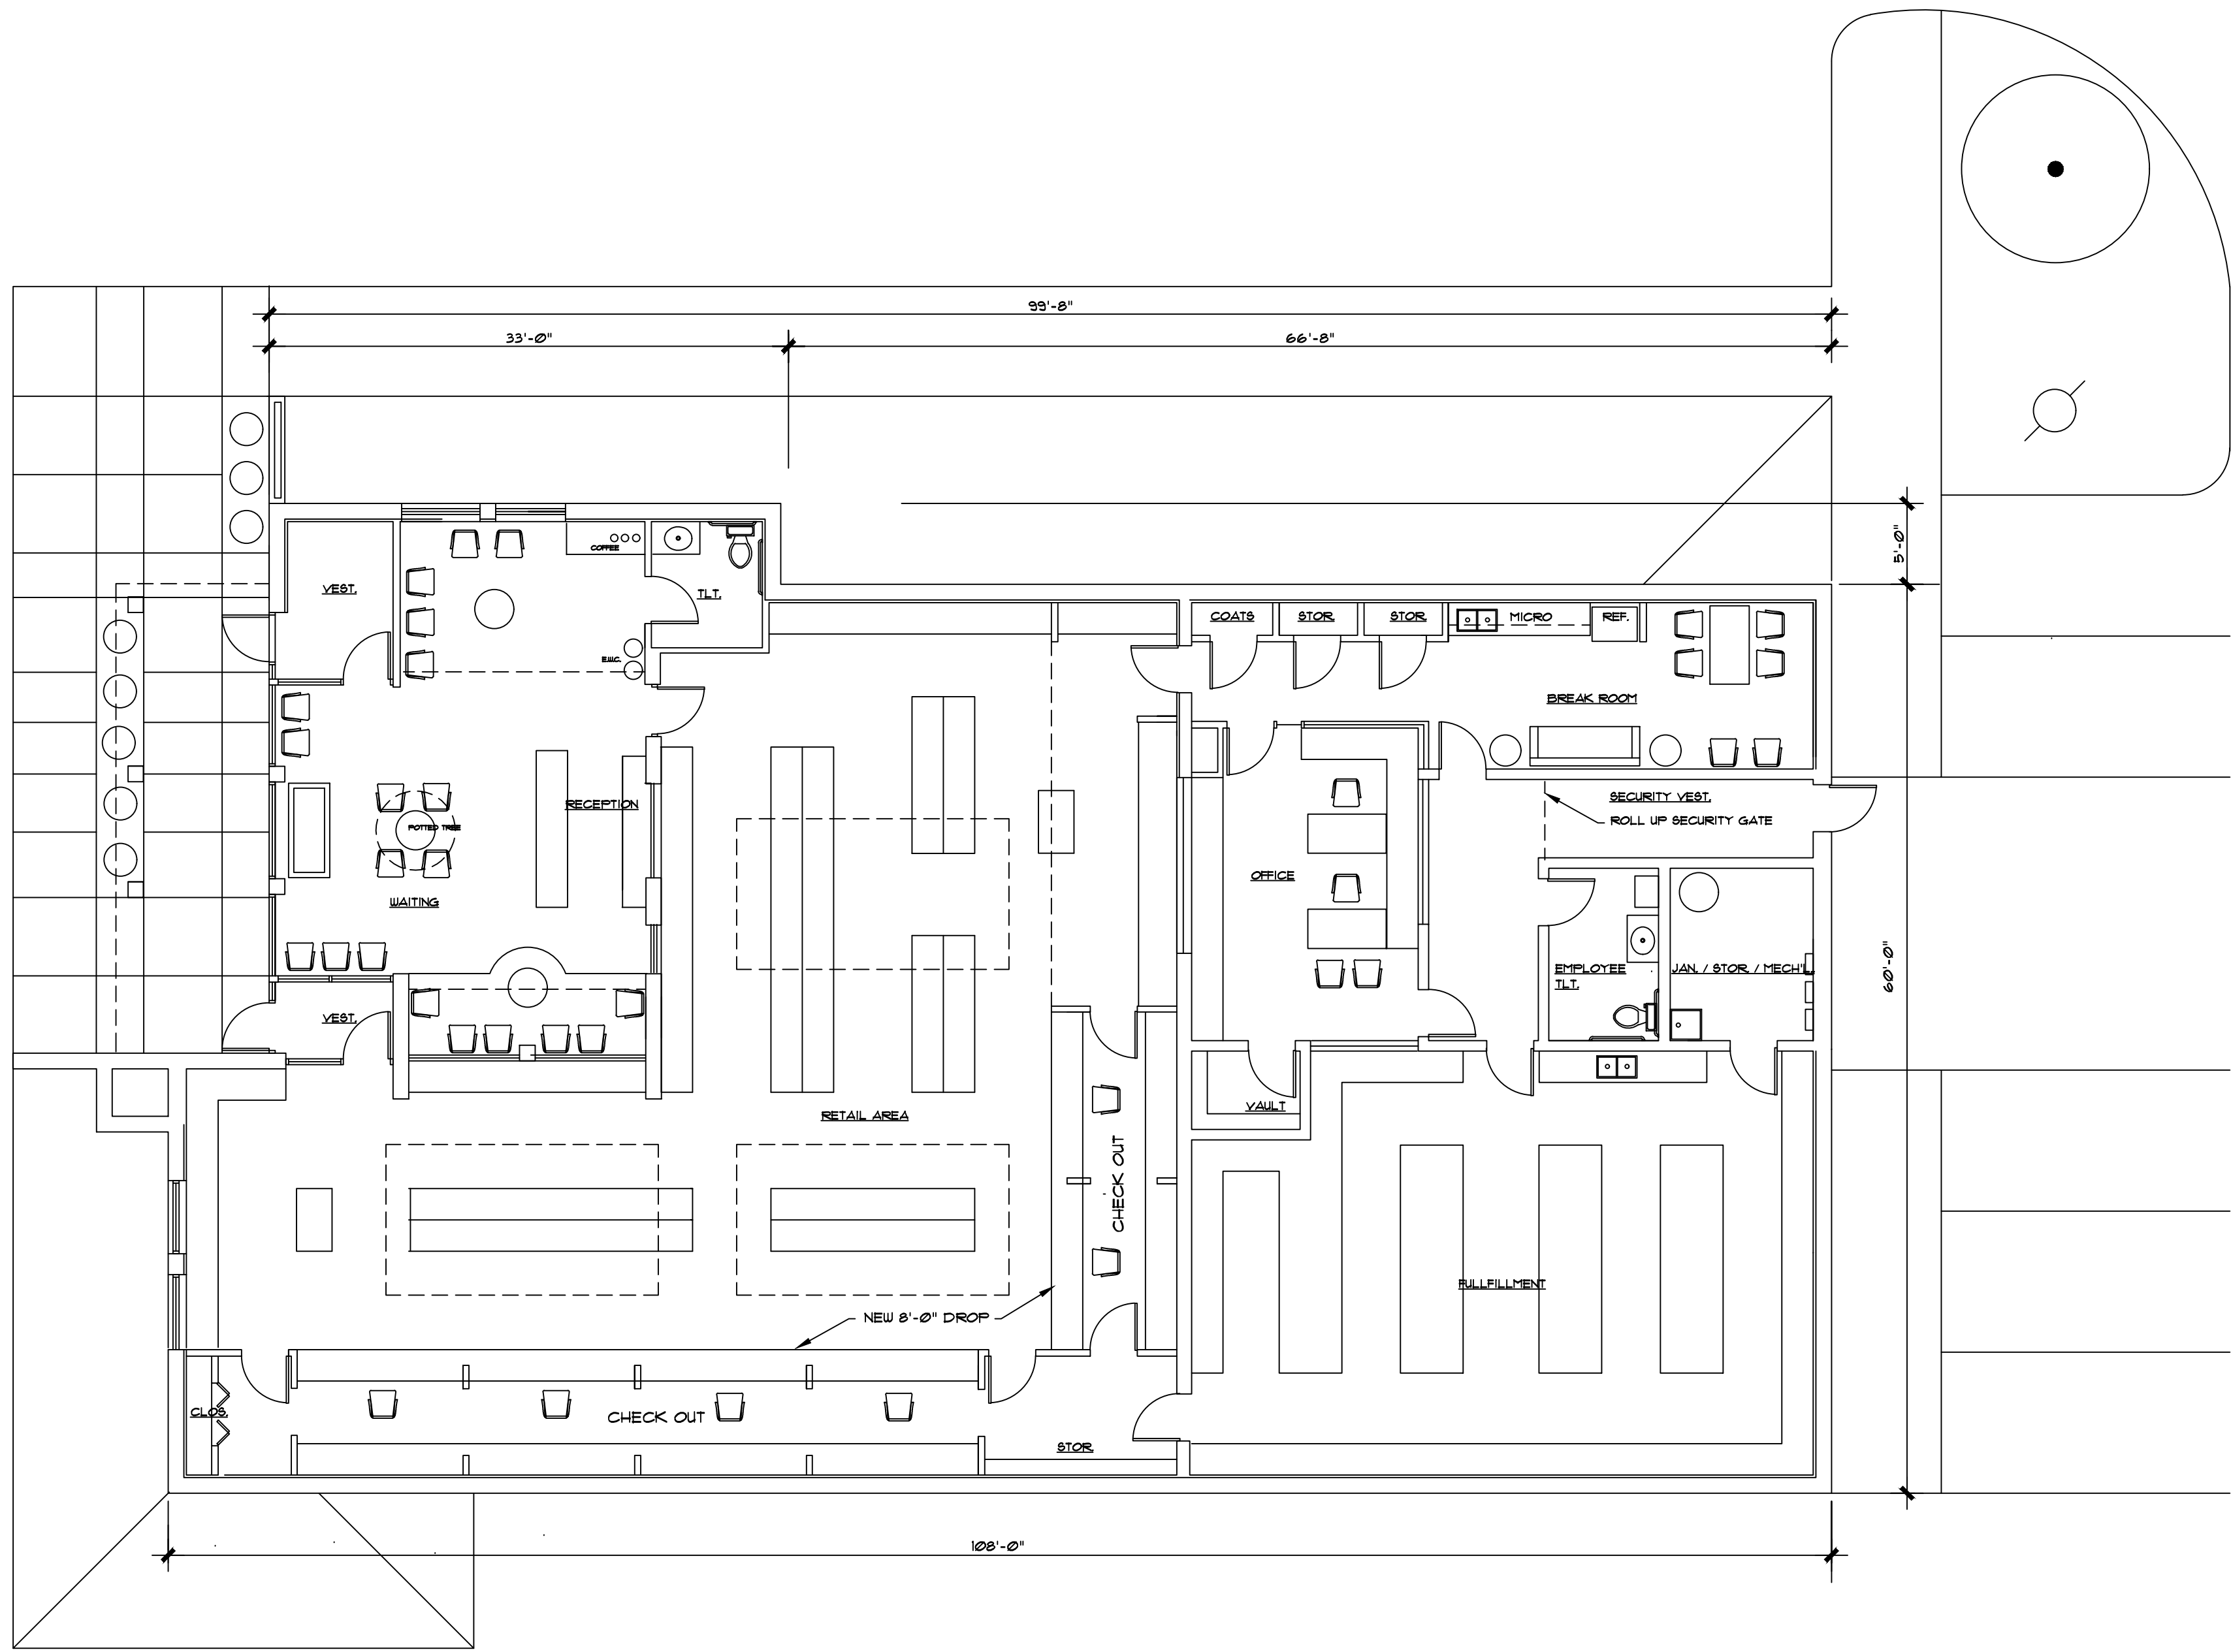 99'-8"
33'-0"
66'-8"
5'-0"
COFFEE
VEST.
TLT.
COATS
STOR.
STOR.
MICRO
REF.
E.W.C.
BREAK ROOM
SECURITY VEST.
RECEPTION
ROLL UP SECURITY GATE
POTTED TREE
OFFICE
WAITING
60'-0"
EMPLOYEE
TLT.
JAN. / STOR. / MECH'L.
VEST.
VAULT
RETAIL AREA
CHECK OUT
FULLFILLMENT
NEW 8'-0" DROP
CLOS.
CHECK OUT
STOR.
108'-0"